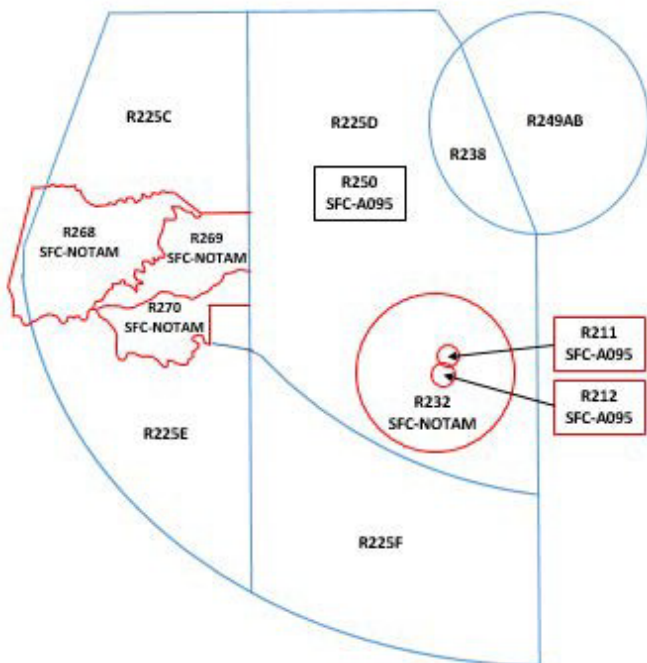 R225C
R225D
R249AB
R238
R250
SFC-A095
R268
SFC-NOTAM
R269
SFC-NOTAM
R270
SFC-NOTAM
R211
SFC-A095
R212
SFC-A095
R232
SFC-NOTAM
R225E
R225F